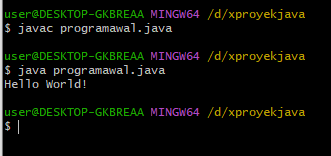 user@DESKTOP-GKBREAA MINGW64 /d/xproyekjava
$ javac programawal.java
user@DESKTOP-GKBREAA MINGW64 /d/xproyekjava
$ java programawal.java
Hello World!
user@DESKTOP-GKBREAA MINGW64 /d/xproyekjava
$